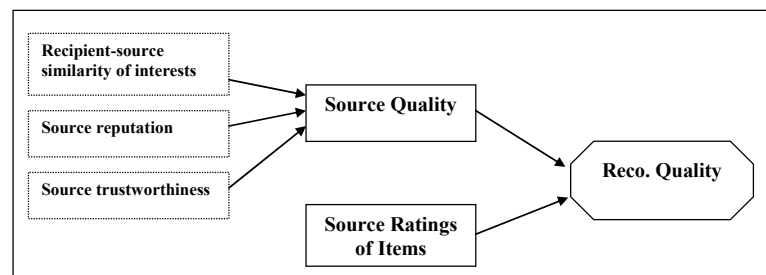 Recipient-source
similarity of interests
Source reputation
Source trustworthiness
Source Quality
Source Ratings
of Items
Reco. Quality